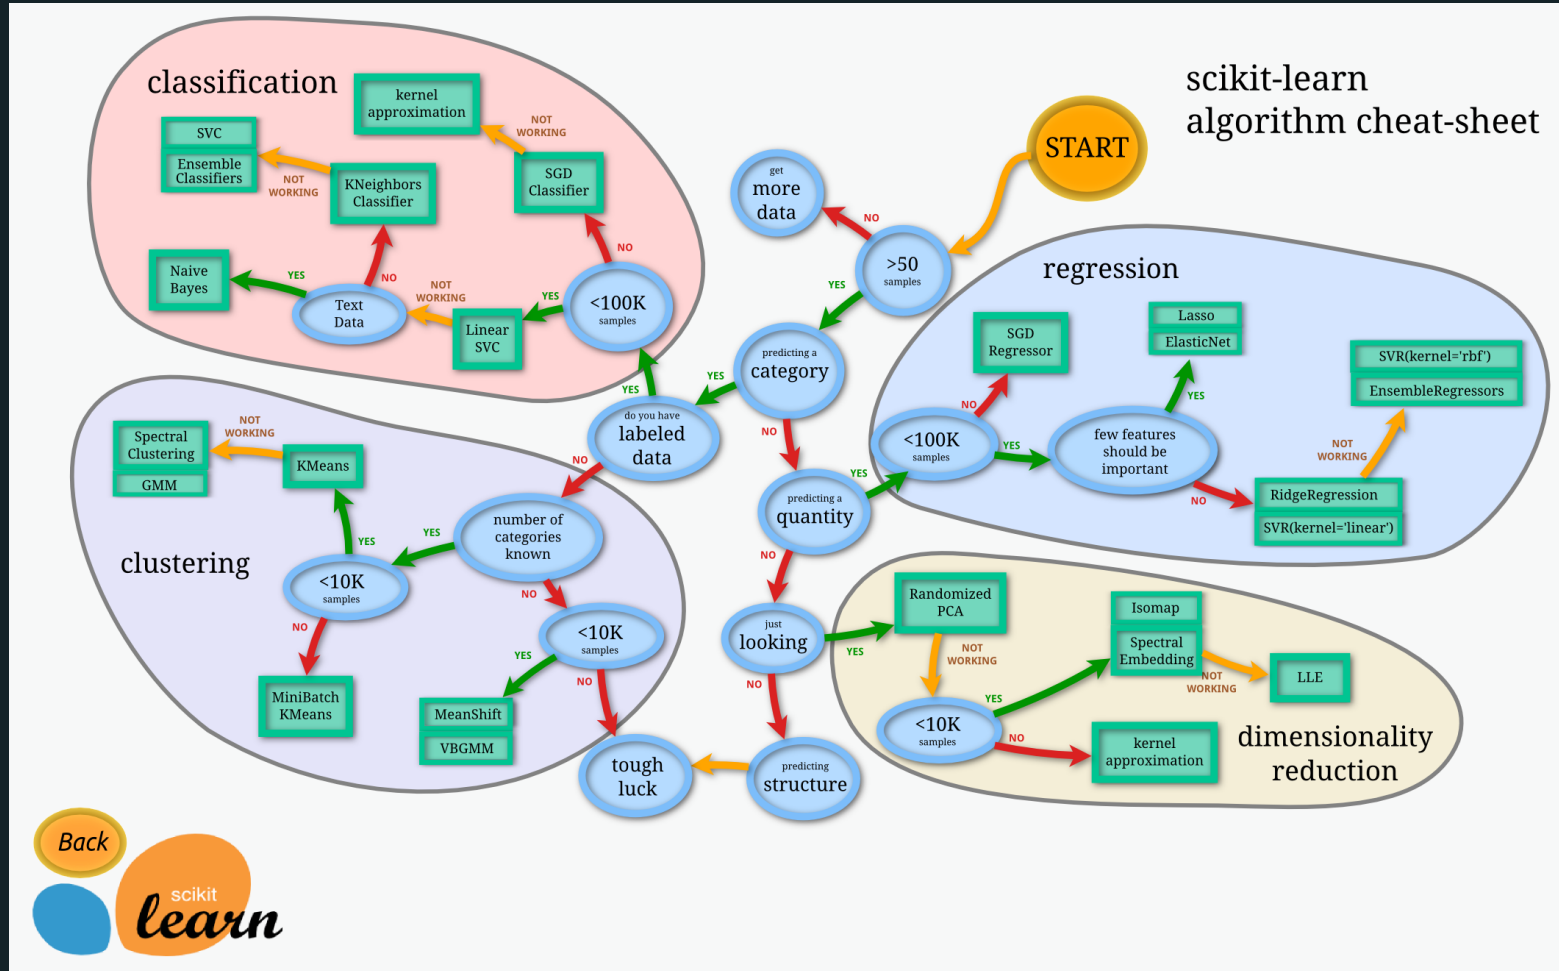 scikit-learn
algorithm cheat-sheet
START
classification
kernel
approximation
NOT
WORKING
SVC
Ensemble
Classifiers
NOT
WORKING
KNeighbors
Classifier
SGD
Classifier
NO
Naive
Bayes
YES
NO
Text
Data
NOT
WORKING
Linear
SVC
YES
<100K
samples
YES
get
more
data
NO
>50
samples
YES
predicting a
category
YES
do you have
labeled
data
NO
NO
predicting a
quantity
YES
NO
just
looking
YES
NO
predicting
structure
tough
luck
regression
SGD
Regressor
Lasso
ElasticNet
SVR(kernel='rbf')
EnsembleRegressors
NO
YES
<100K
samples
YES
few features
should be
important
NOT
WORKING
NO
RidgeRegression
SVR(kernel='linear')
clustering
Spectral
Clustering
GMM
NOT
WORKING
KMeans
YES
number of
categories
known
YES
NO
<10K
samples
NO
MiniBatch
KMeans
<10K
samples
YES
NO
MeanShift
VBGMM
Randomized
PCA
NOT
WORKING
Isomap
Spectral
Embedding
NOT
WORKING
LLE
<10K
samples
YES
NO
kernel
approximation
dimensionality
reduction
Back
scikit
learn